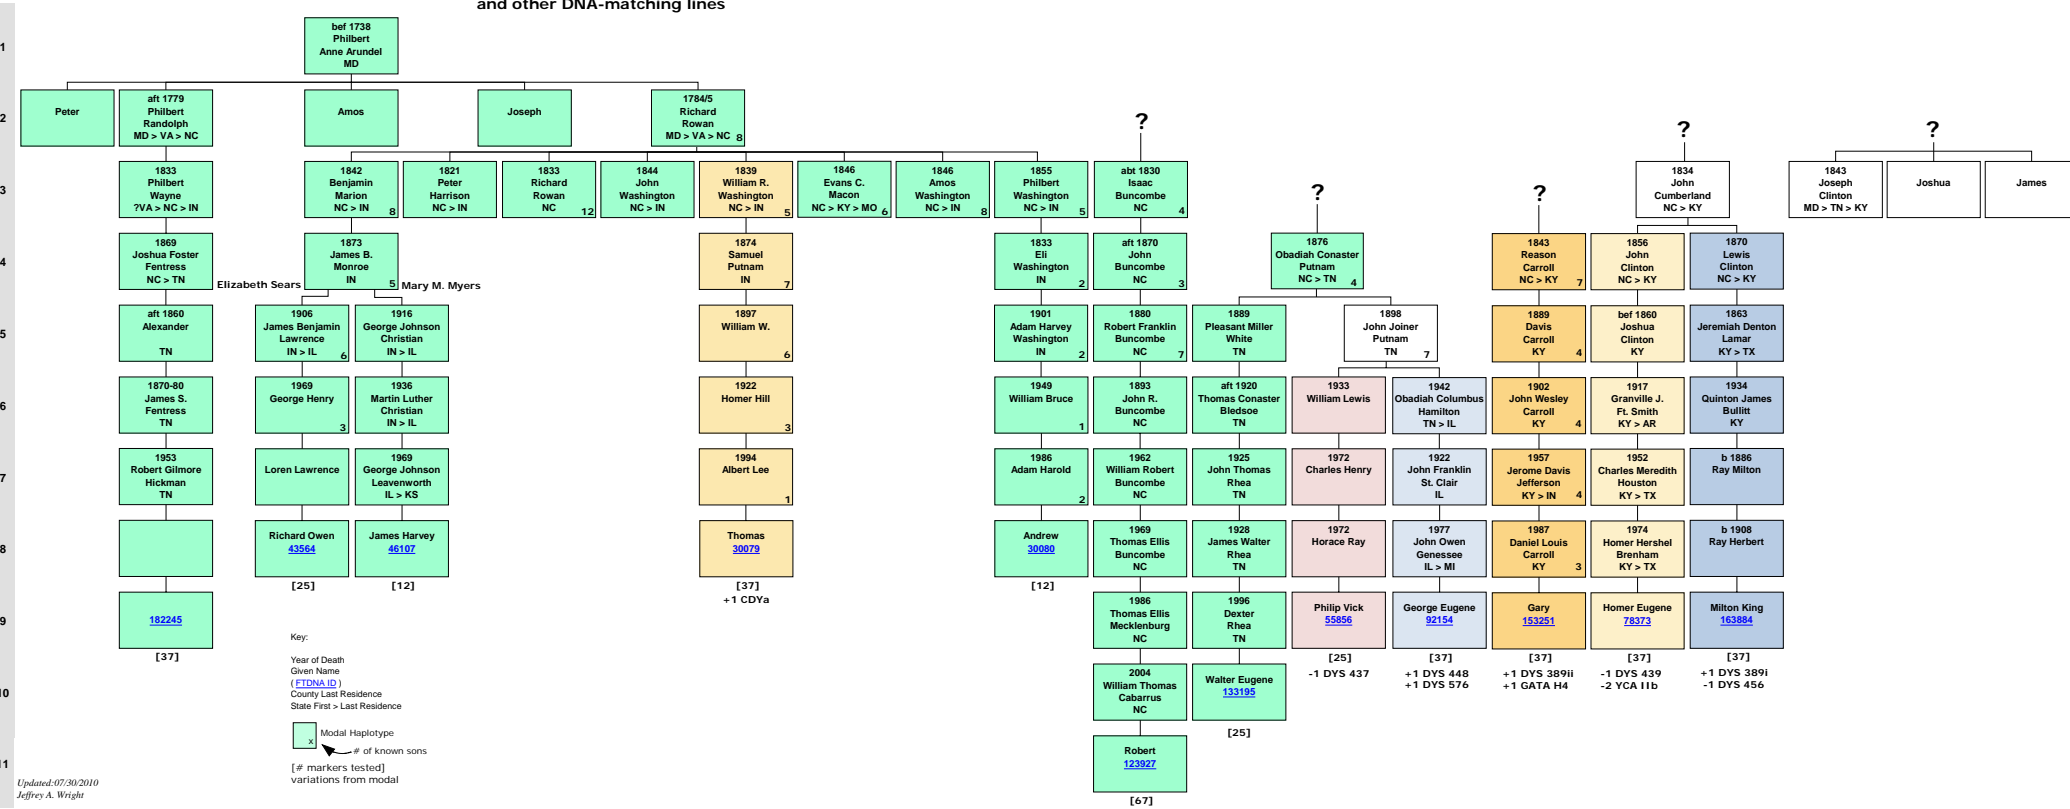 and other DNA-matching lines
1
bef 1738
Philbert
Anne Arundel
MD
2
Peter
aft 1779
Philbert
Randolph
MD > VA > NC
Amos
Joseph
1784/5
Richard
Rowan
MD > VA > NC 8
?
?
?
3
1833
Philbert
Wayne
?VA > NC > IN
1842
Benjamin
Marion
NC > IN
8
1821
Peter
Harrison
NC > IN
1833
Richard
Rowan
NC
12
1844
John
Washington
NC > IN
1839
William R.
Washington
NC > IN
5
1846
Evans C.
Macon
NC > KY > MO 6
1846
Amos
Washington
NC > IN
8
1855
Philbert
Washington
NC > IN
5
abt 1830
Isaac
Buncombe
NC
4
?
?
1834
John
Cumberland
NC > KY
1843
Joseph
Clinton
MD > TN > KY
Joshua
James
4
1869
Joshua Foster
Fentress
NC > TN
Elizabeth Sears
1873
James B.
Monroe
IN
5
Mary M. Myers
1874
Samuel
Putnam
IN
7
1833
Eli
Washington
IN
2
aft 1870
John
Buncombe
NC
3
1876
Obadiah Conaster
Putnam
NC > TN
4
1843
Reason
Carroll
NC > KY
7
1856
John
Clinton
NC > KY
1870
Lewis
Clinton
NC > KY
5
aft 1860
Alexander
TN
1906
James Benjamin
Lawrence
IN > IL
6
1916
George Johnson
Christian
IN > IL
1897
William W.
6
1901
Adam Harvey
Washington
IN
2
1880
Robert Franklin
Buncombe
NC
7
1889
Pleasant Miller
White
TN
1898
John Joiner
Putnam
TN
7
1889
Davis
Carroll
KY
4
bef 1860
Joshua
Clinton
KY
1863
Jeremiah Denton
Lamar
KY > TX
6
1870-80
James S.
Fentress
TN
1969
George Henry
3
1936
Martin Luther
Christian
IN > IL
1922
Homer Hill
3
1949
William Bruce
1
1893
John R.
Buncombe
NC
aft 1920
Thomas Conaster
Bledsoe
TN
1933
William Lewis
1942
Obadiah Columbus
Hamilton
TN > IL
1902
John Wesley
Carroll
KY
4
1917
Granville J.
Ft. Smith
KY > AR
1934
Quinton James
Bullitt
KY
7
1953
Robert Gilmore
Hickman
TN
Loren Lawrence
1969
George Johnson
Leavenworth
IL > KS
1994
Albert Lee
1
1986
Adam Harold
2
1962
William Robert
Buncombe
NC
1925
John Thomas
Rhea
TN
1972
Charles Henry
1922
John Franklin
St. Clair
IL
1957
Jerome Davis
Jefferson
KY > IN
4
1952
Charles Meredith
Houston
KY > TX
b 1886
Ray Milton
8
Richard Owen
43564
[25]
James Harvey
46107
[12]
Thomas
30079
[37]
+1 CDYa
Andrew
30080
[12]
1969
Thomas Ellis
Buncombe
NC
1928
James Walter
Rhea
TN
1972
Horace Ray
1977
John Owen
Genessee
IL > MI
1987
Daniel Louis
Carroll
KY
3
1974
Homer Hershel
Brenham
KY > TX
b 1908
Ray Herbert
9
182245
[37]
1986
Thomas Ellis
Mecklenburg
NC
1996
Dexter
Rhea
TN
Philip Vick
55856
[25]
-1 DYS 437
George Eugene
92154
[37]
+1 DYS 448
+1 DYS 576
Gary
153251
[37]
+1 DYS 389ii
+1 GATA H4
Homer Eugene
78373
[37]
-1 DYS 439
-2 YCA IIb
Milton King
163884
[37]
+1 DYS 389i
-1 DYS 456
10
2004
William Thomas
Cabarrus
NC
Walter Eugene
133195
[25]
11
Robert
123927
[67]
Key:
Year of Death
Given Name
( FTDNA ID )
County Last Residence
State First > Last Residence
x
Modal Haplotype
# of known sons
[# markers tested]
variations from modal
Updated:07/30/2010
Jeffrey A. Wright